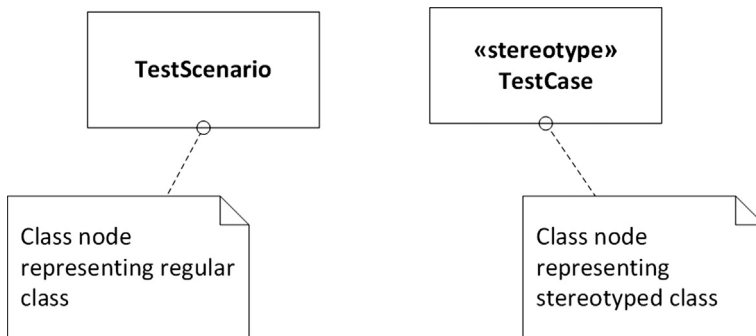 TestScenario
«stereotype»
TestCase
Class node
representing regular
class
Class node
representing
stereotyped class